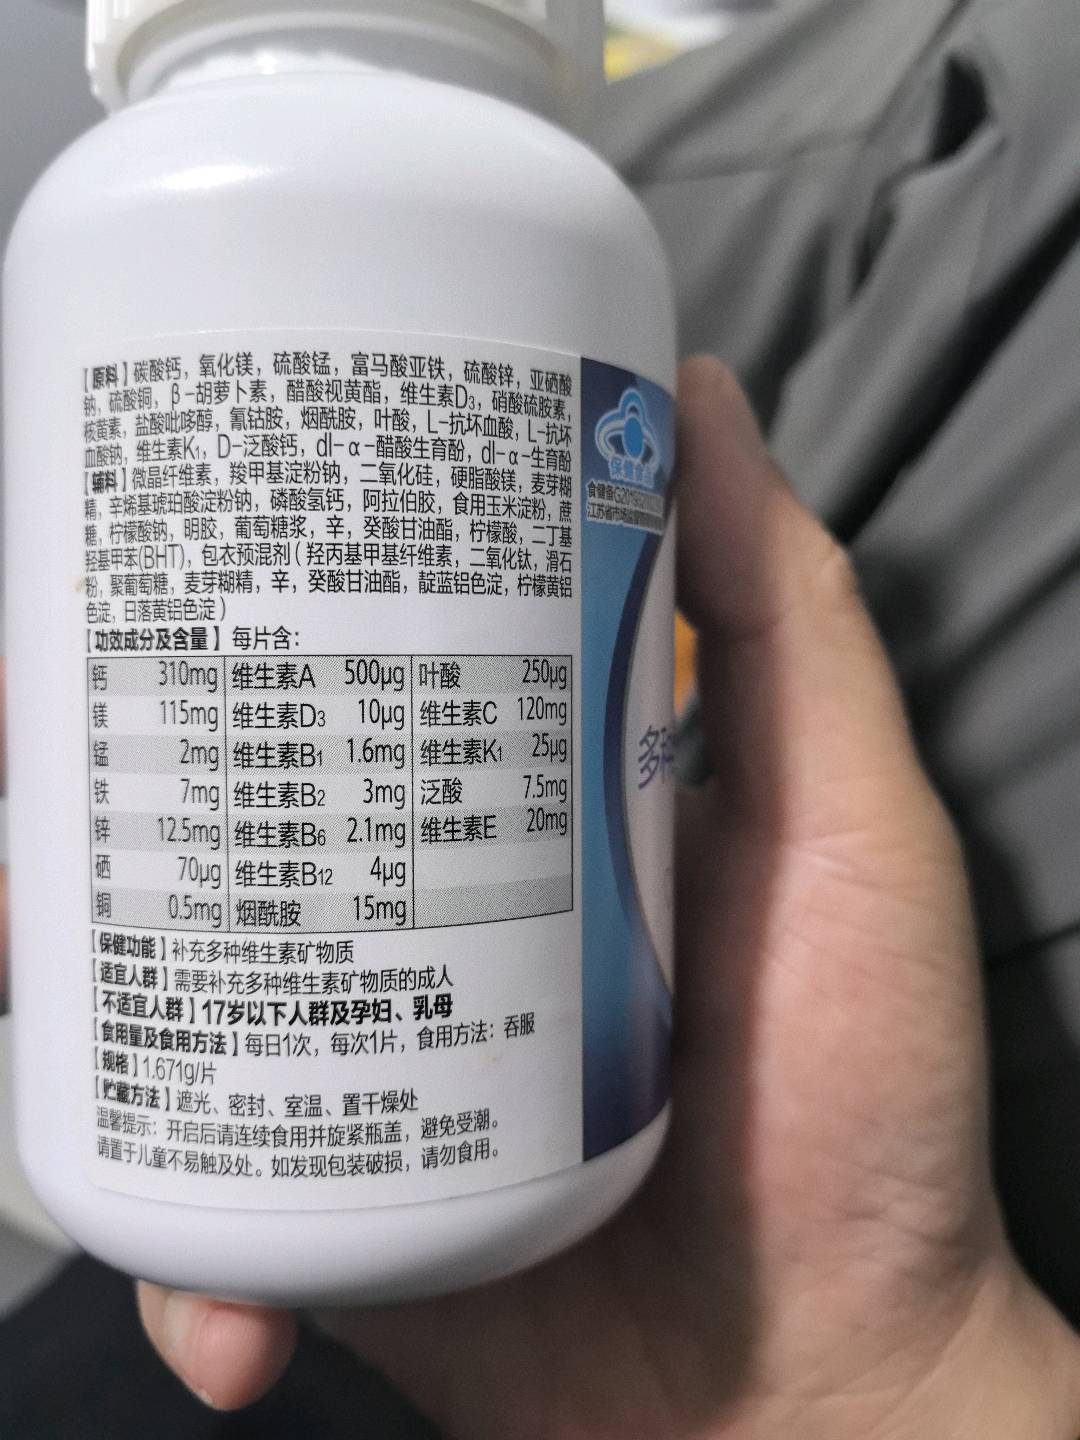 【原料】碳酸钙，氧化镁，硫酸锰，富马酸亚铁，硫酸锌，亚硒酸
钠，硫酸铜，β-胡萝卜素，醋酸视黄酯，维生素D3，硝酸硫胺素，
核黄素，盐酸吡哆醇，氰钴胺，烟酰胺，叶酸，L-抗坏血酸，L-抗坏
血酸钠，维生素K1，D-泛酸钙，dl-α-醋酸生育酚，dl-α-生育酚
【辅料】微晶纤维素，羧甲基淀粉钠，二氧化硅，硬脂酸镁，麦芽糊
精，辛烯基琥珀酸淀粉钠，磷酸氢钙，阿拉伯胶，食用玉米淀粉，蔗
糖，柠檬酸钠，明胶，葡萄糖浆，辛，癸酸甘油酯，柠檬酸，二丁基
羟基甲苯(BHT)，包衣预混剂（羟丙基甲基纤维素，二氧化钛，滑石
粉，聚葡萄糖，麦芽糊精，辛，癸酸甘油酯，靛蓝铝色淀，柠檬黄铝
色淀，日落黄铝色淀）
【功效成分及含量】每片含：
钙 310mg 维生素A 500μg 叶酸 250μg
镁 115mg 维生素D3 10μg 维生素C 120mg
锰 2mg 维生素B1 1.6mg 维生素K1 25μg
铁 7mg 维生素B2 3mg 泛酸 7.5mg
锌 12.5mg 维生素B6 2.1mg 维生素E 20mg
硒 70μg 维生素B12 4μg
铜 0.5mg 烟酰胺 15mg
【保健功能】补充多种维生素矿物质
【适宜人群】需要补充多种维生素矿物质的成人
【不适宜人群】17岁以下人群及孕妇、乳母
【食用量及食用方法】每日1次，每次1片，食用方法：吞服
【规格】1.671g/片
【贮藏方法】遮光、密封、室温、置干燥处
温馨提示：开启后请连续食用并旋紧瓶盖，避免受潮。
请置于儿童不易触及处。如发现包装破损，请勿食用。
保健食品
食健备G2019
江苏省市场监督管理
多种